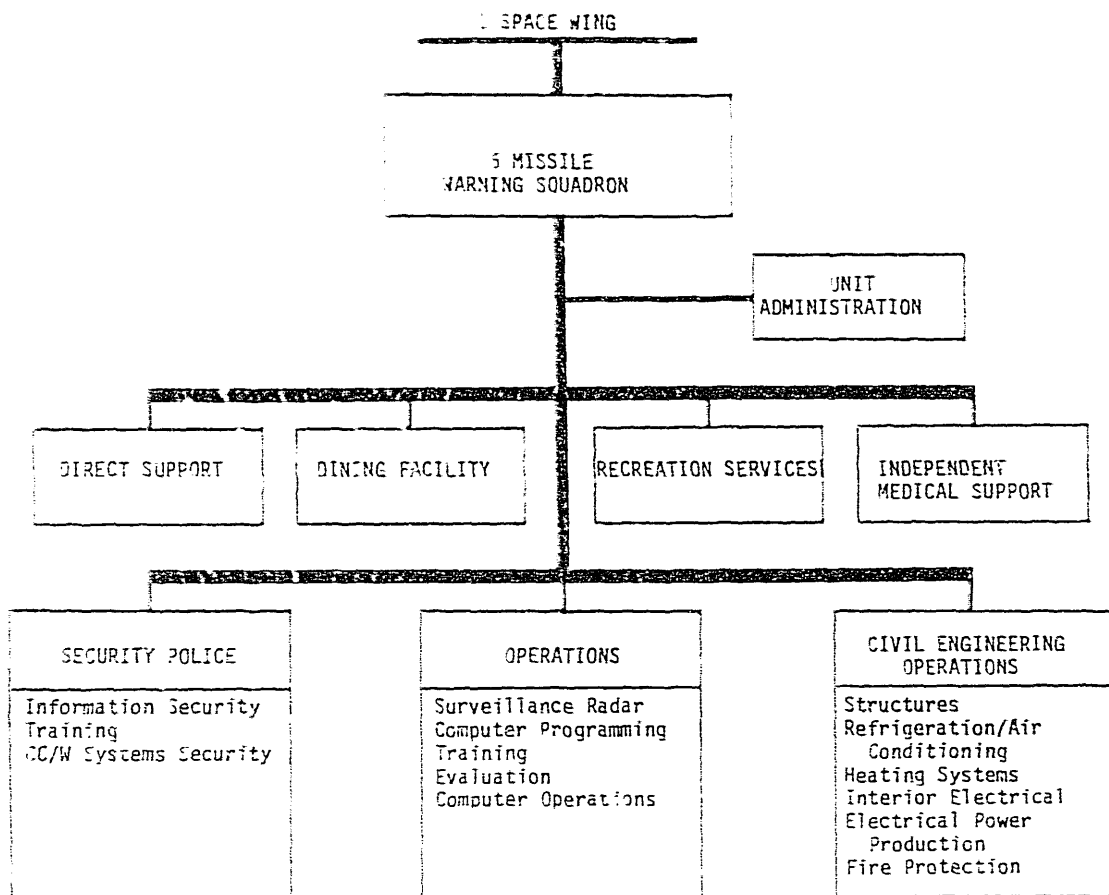 SPACE WING
6 MISSILE
WARNING SQUADRON
UNIT
ADMINISTRATION
DIRECT SUPPORT
DINING FACILITY
RECREATION SERVICES
INDEPENDENT
MEDICAL SUPPORT
SECURITY POLICE
Information Security
Training
CC/W Systems Security
OPERATIONS
Surveillance Radar
Computer Programming
Training
Evaluation
Computer Operations
CIVIL ENGINEERING
OPERATIONS
Structures
Refrigeration/Air
Conditioning
Heating Systems
Interior Electrical
Electrical Power
Production
Fire Protection